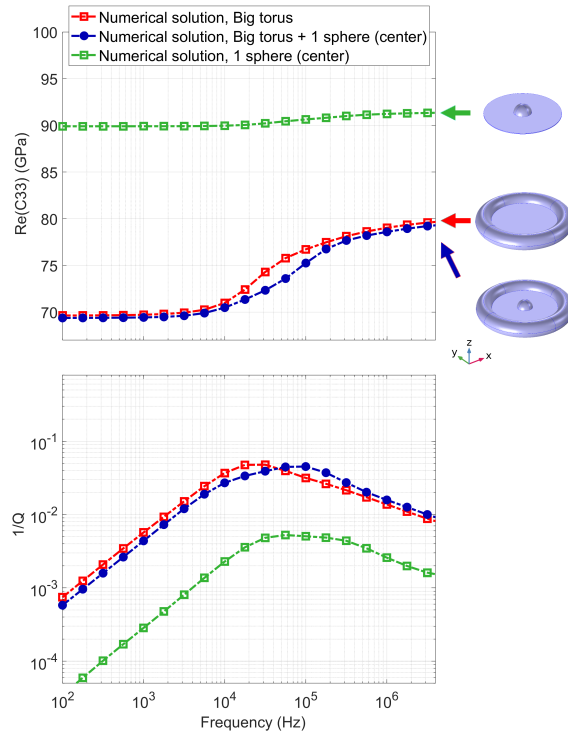 Numerical solution, Big torus
Numerical solution, Big torus + 1 sphere (center)
Numerical solution, 1 sphere (center)
100
95
90
85
80
75
70
Re(C33) (GPa)
z
y
x
10^-1
10^-2
10^-3
10^-4
1/Q
10^2
10^3
10^4
10^5
10^6
Frequency (Hz)